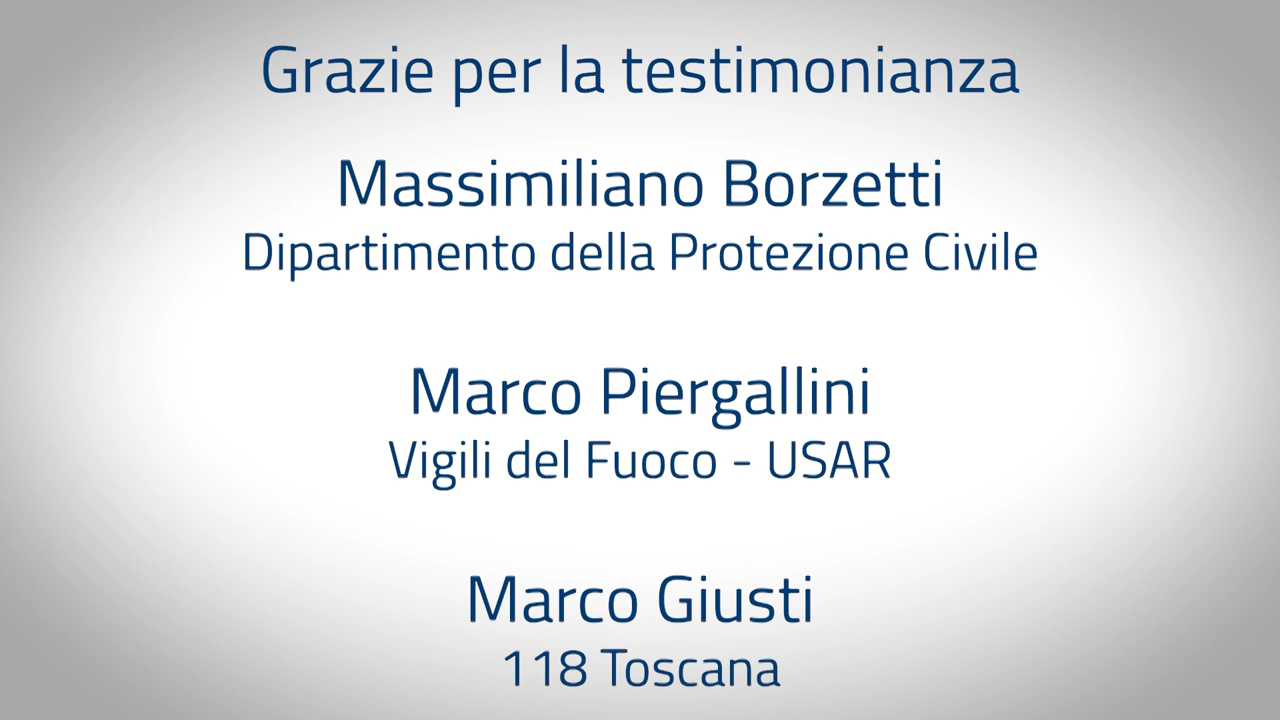 Grazie per la testimonianza
Massimiliano Borzetti
Dipartimento della Protezione Civile
Marco Piergallini
Vigili del Fuoco - USAR
Marco Giusti
118 Toscana